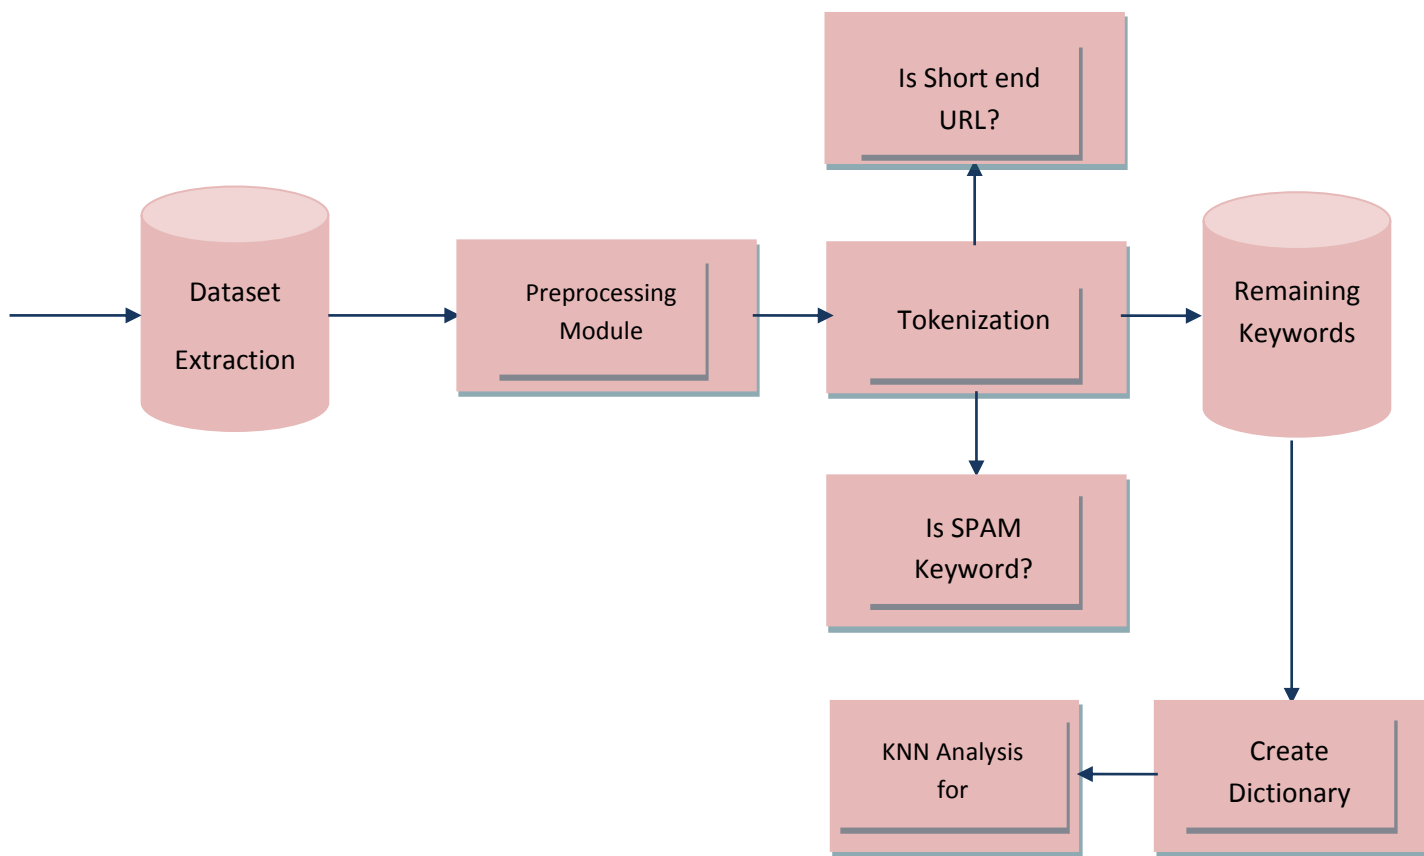 Is Short end
URL?
Dataset
Extraction
Preprocessing
Module
Tokenization
Remaining
Keywords
Is SPAM
Keyword?
KNN Analysis
for
Create
Dictionary